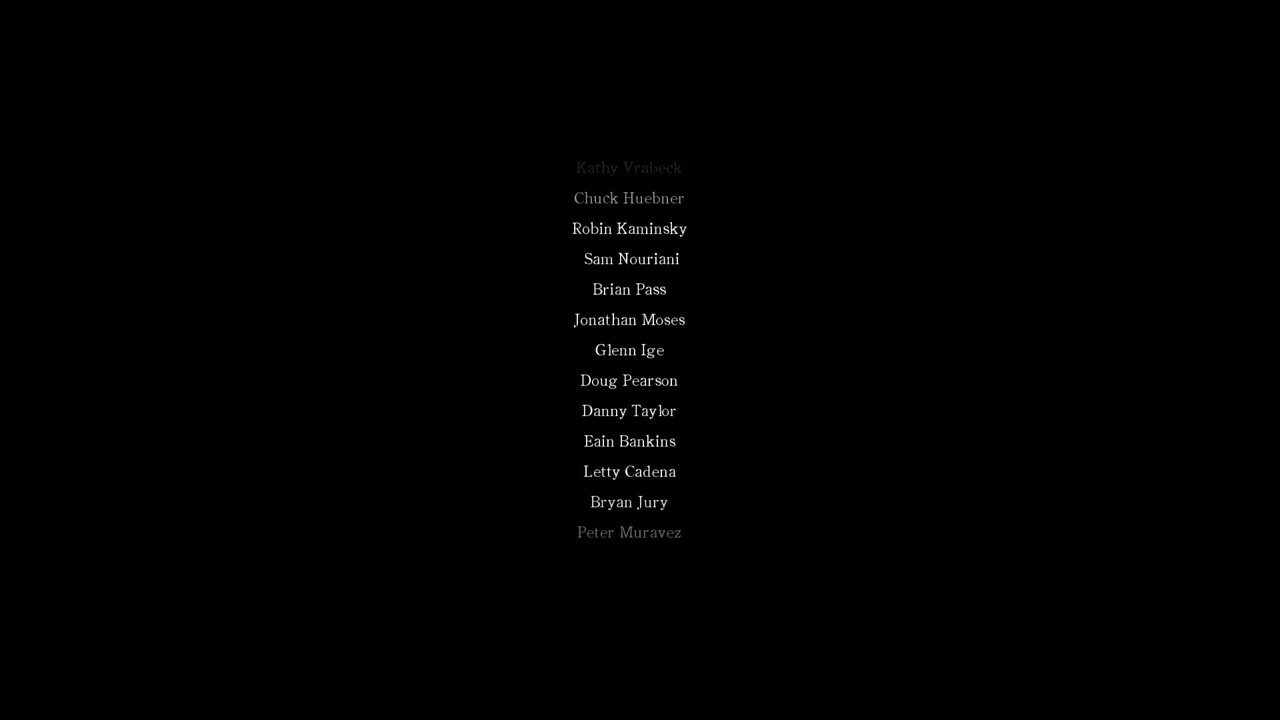 Kathy Vrabeck
Chuck Huebner
Robin Kaminsky
Sam Nouriani
Brian Pass
Jonathan Moses
Glenn Ige
Doug Pearson
Danny Taylor
Eain Bankins
Letty Cadena
Bryan Jury
Peter Muravez